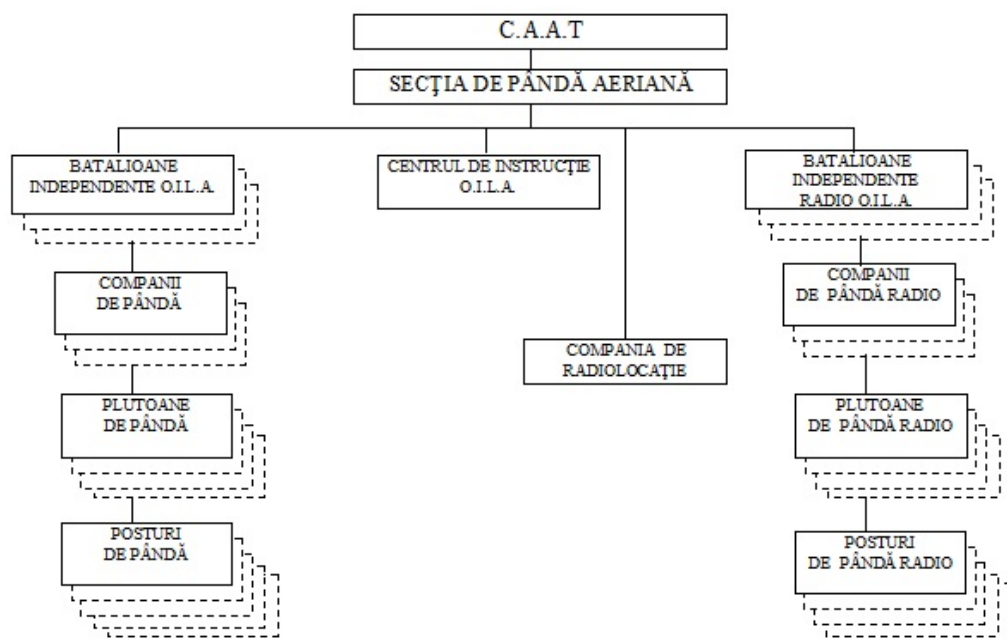 C.A.A.T
SECŢIA DE PÂNDĂ AERIANĂ
BATALIOANE
INDEPENDENTE O.I.L.A.
CENTRUL DE INSTRUCŢIE
O.I.L.A.
BATALIOANE
INDEPENDENTE
RADIO O.I.L.A.
COMPANII
DE PÂNDĂ
COMPANII
DE PÂNDĂ RADIO
COMPANIA DE
RADIOLOCAŢIE
PLUTOANE
DE PÂNDĂ
PLUTOANE
DE PÂNDĂ RADIO
POSTURI
DE PÂNDĂ
POSTURI
DE PÂNDĂ RADIO